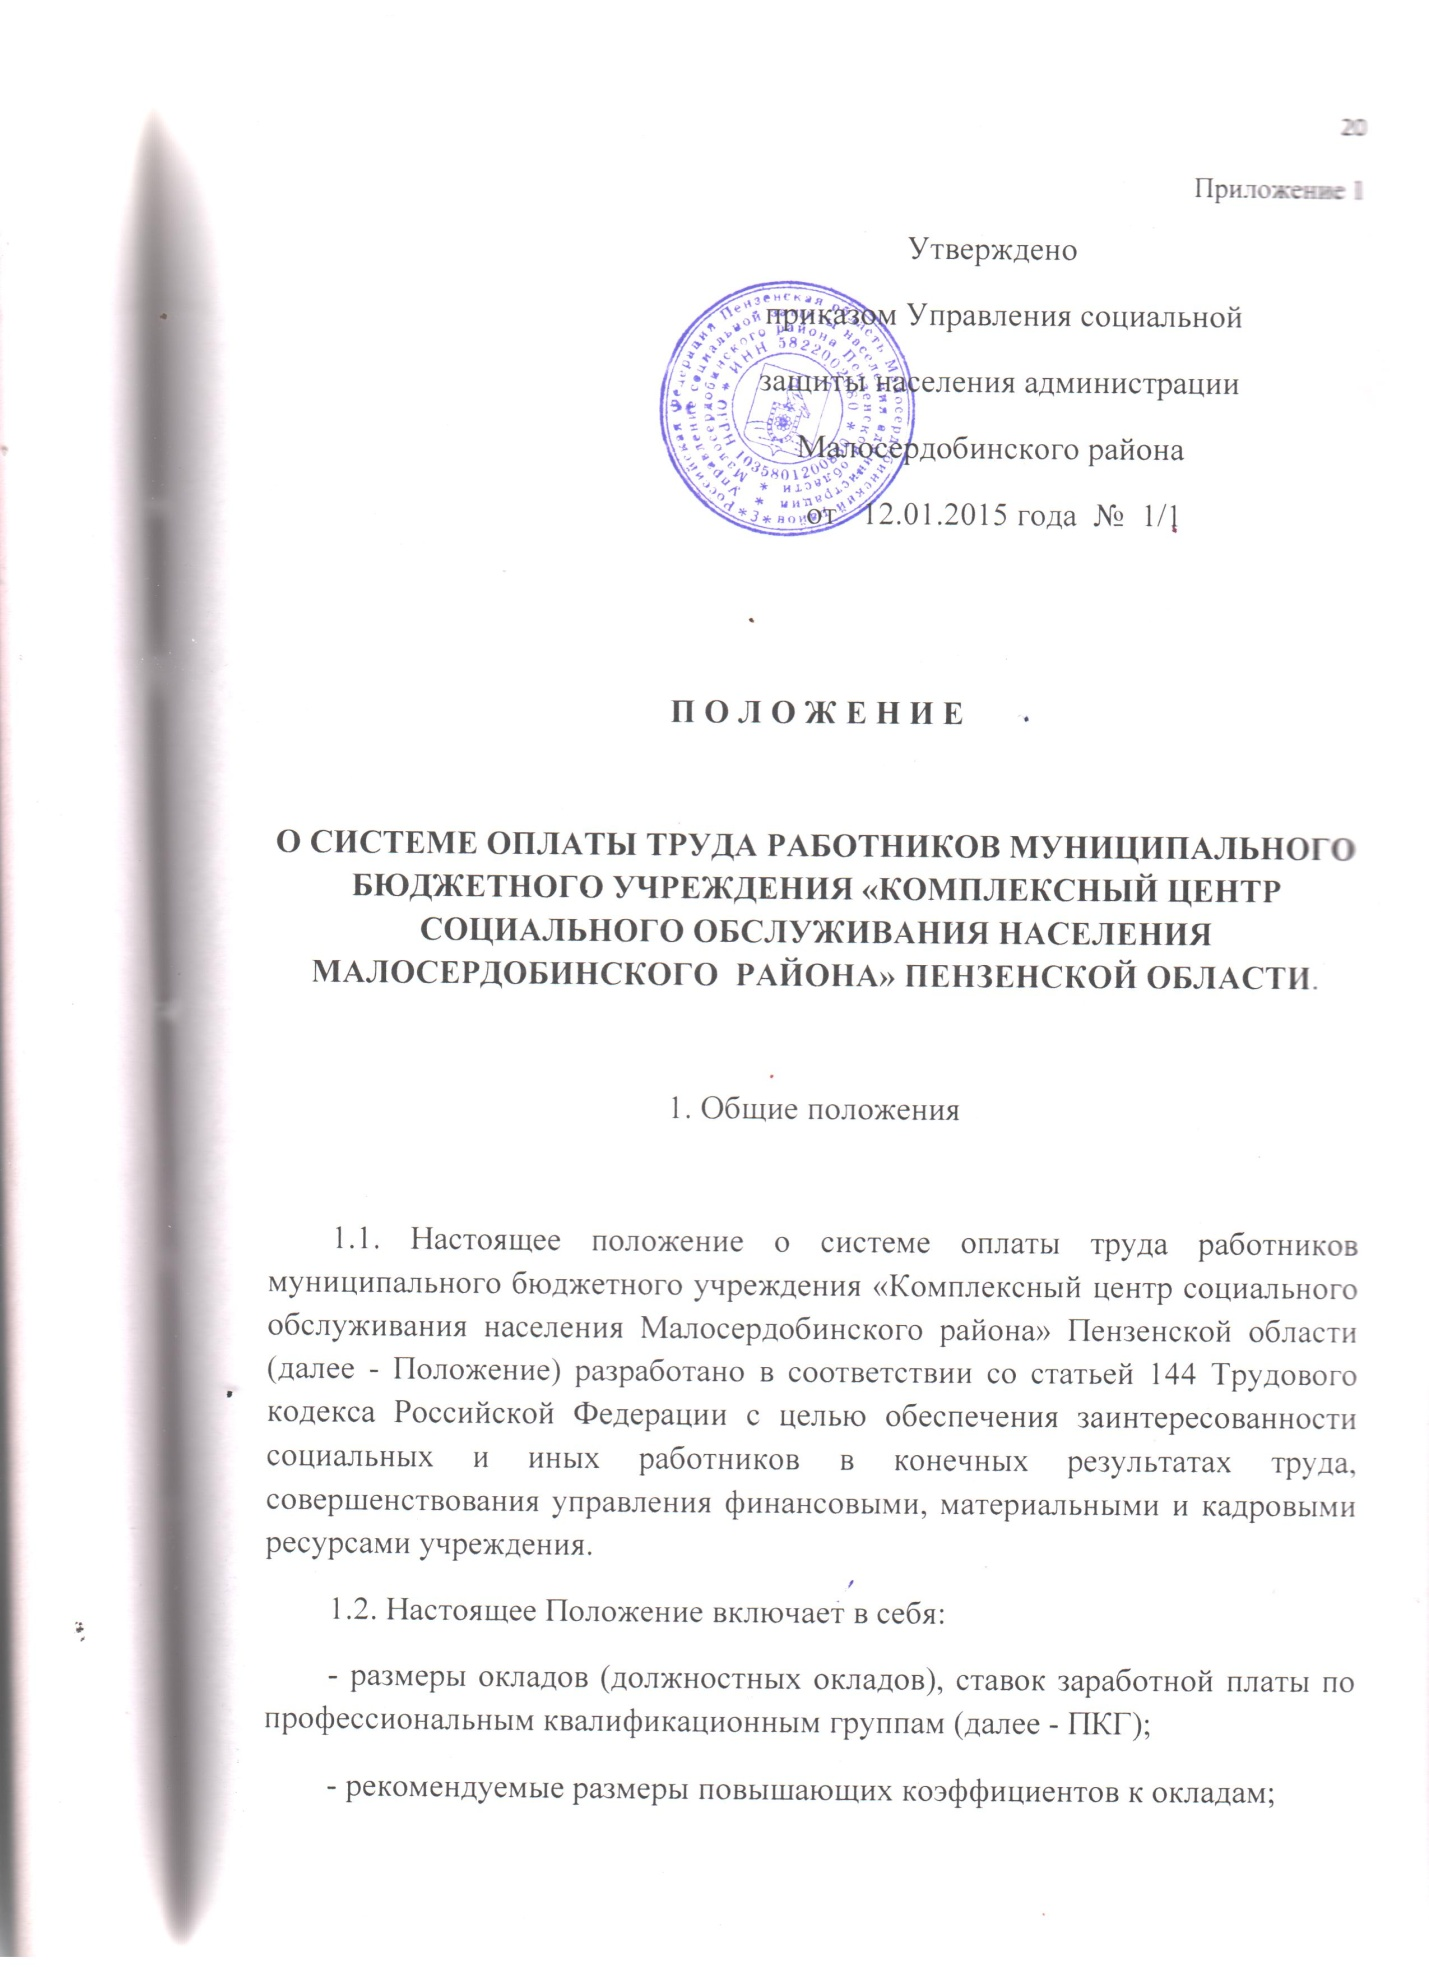 20
Приложение 1
Утверждено
приказом Управления социальной
защиты населения администрации
Малосердобинского района
от 12.01.2015 года № 1/1
П О Л О Ж Е Н И Е
О СИСТЕМЕ ОПЛАТЫ ТРУДА РАБОТНИКОВ МУНИЦИПАЛЬНОГО
БЮДЖЕТНОГО УЧРЕЖДЕНИЯ «КОМПЛЕКСНЫЙ ЦЕНТР
СОЦИАЛЬНОГО ОБСЛУЖИВАНИЯ НАСЕЛЕНИЯ
МАЛОСЕРДОБИНСКОГО РАЙОНА» ПЕНЗЕНСКОЙ ОБЛАСТИ.
1. Общие положения
1.1. Настоящее положение о системе оплаты труда работников
муниципального бюджетного учреждения «Комплексный центр социального
обслуживания населения Малосердобинского района» Пензенской области
(далее - Положение) разработано в соответствии со статьей 144 Трудового
кодекса Российской Федерации с целью обеспечения заинтересованности
социальных и иных работников в конечных результатах труда,
совершенствования управления финансовыми, материальными и кадровыми
ресурсами учреждения.
1.2. Настоящее Положение включает в себя:
- размеры окладов (должностных окладов), ставок заработной платы по
профессиональным квалификационным группам (далее - ПКГ);
- рекомендуемые размеры повышающих коэффициентов к окладам;